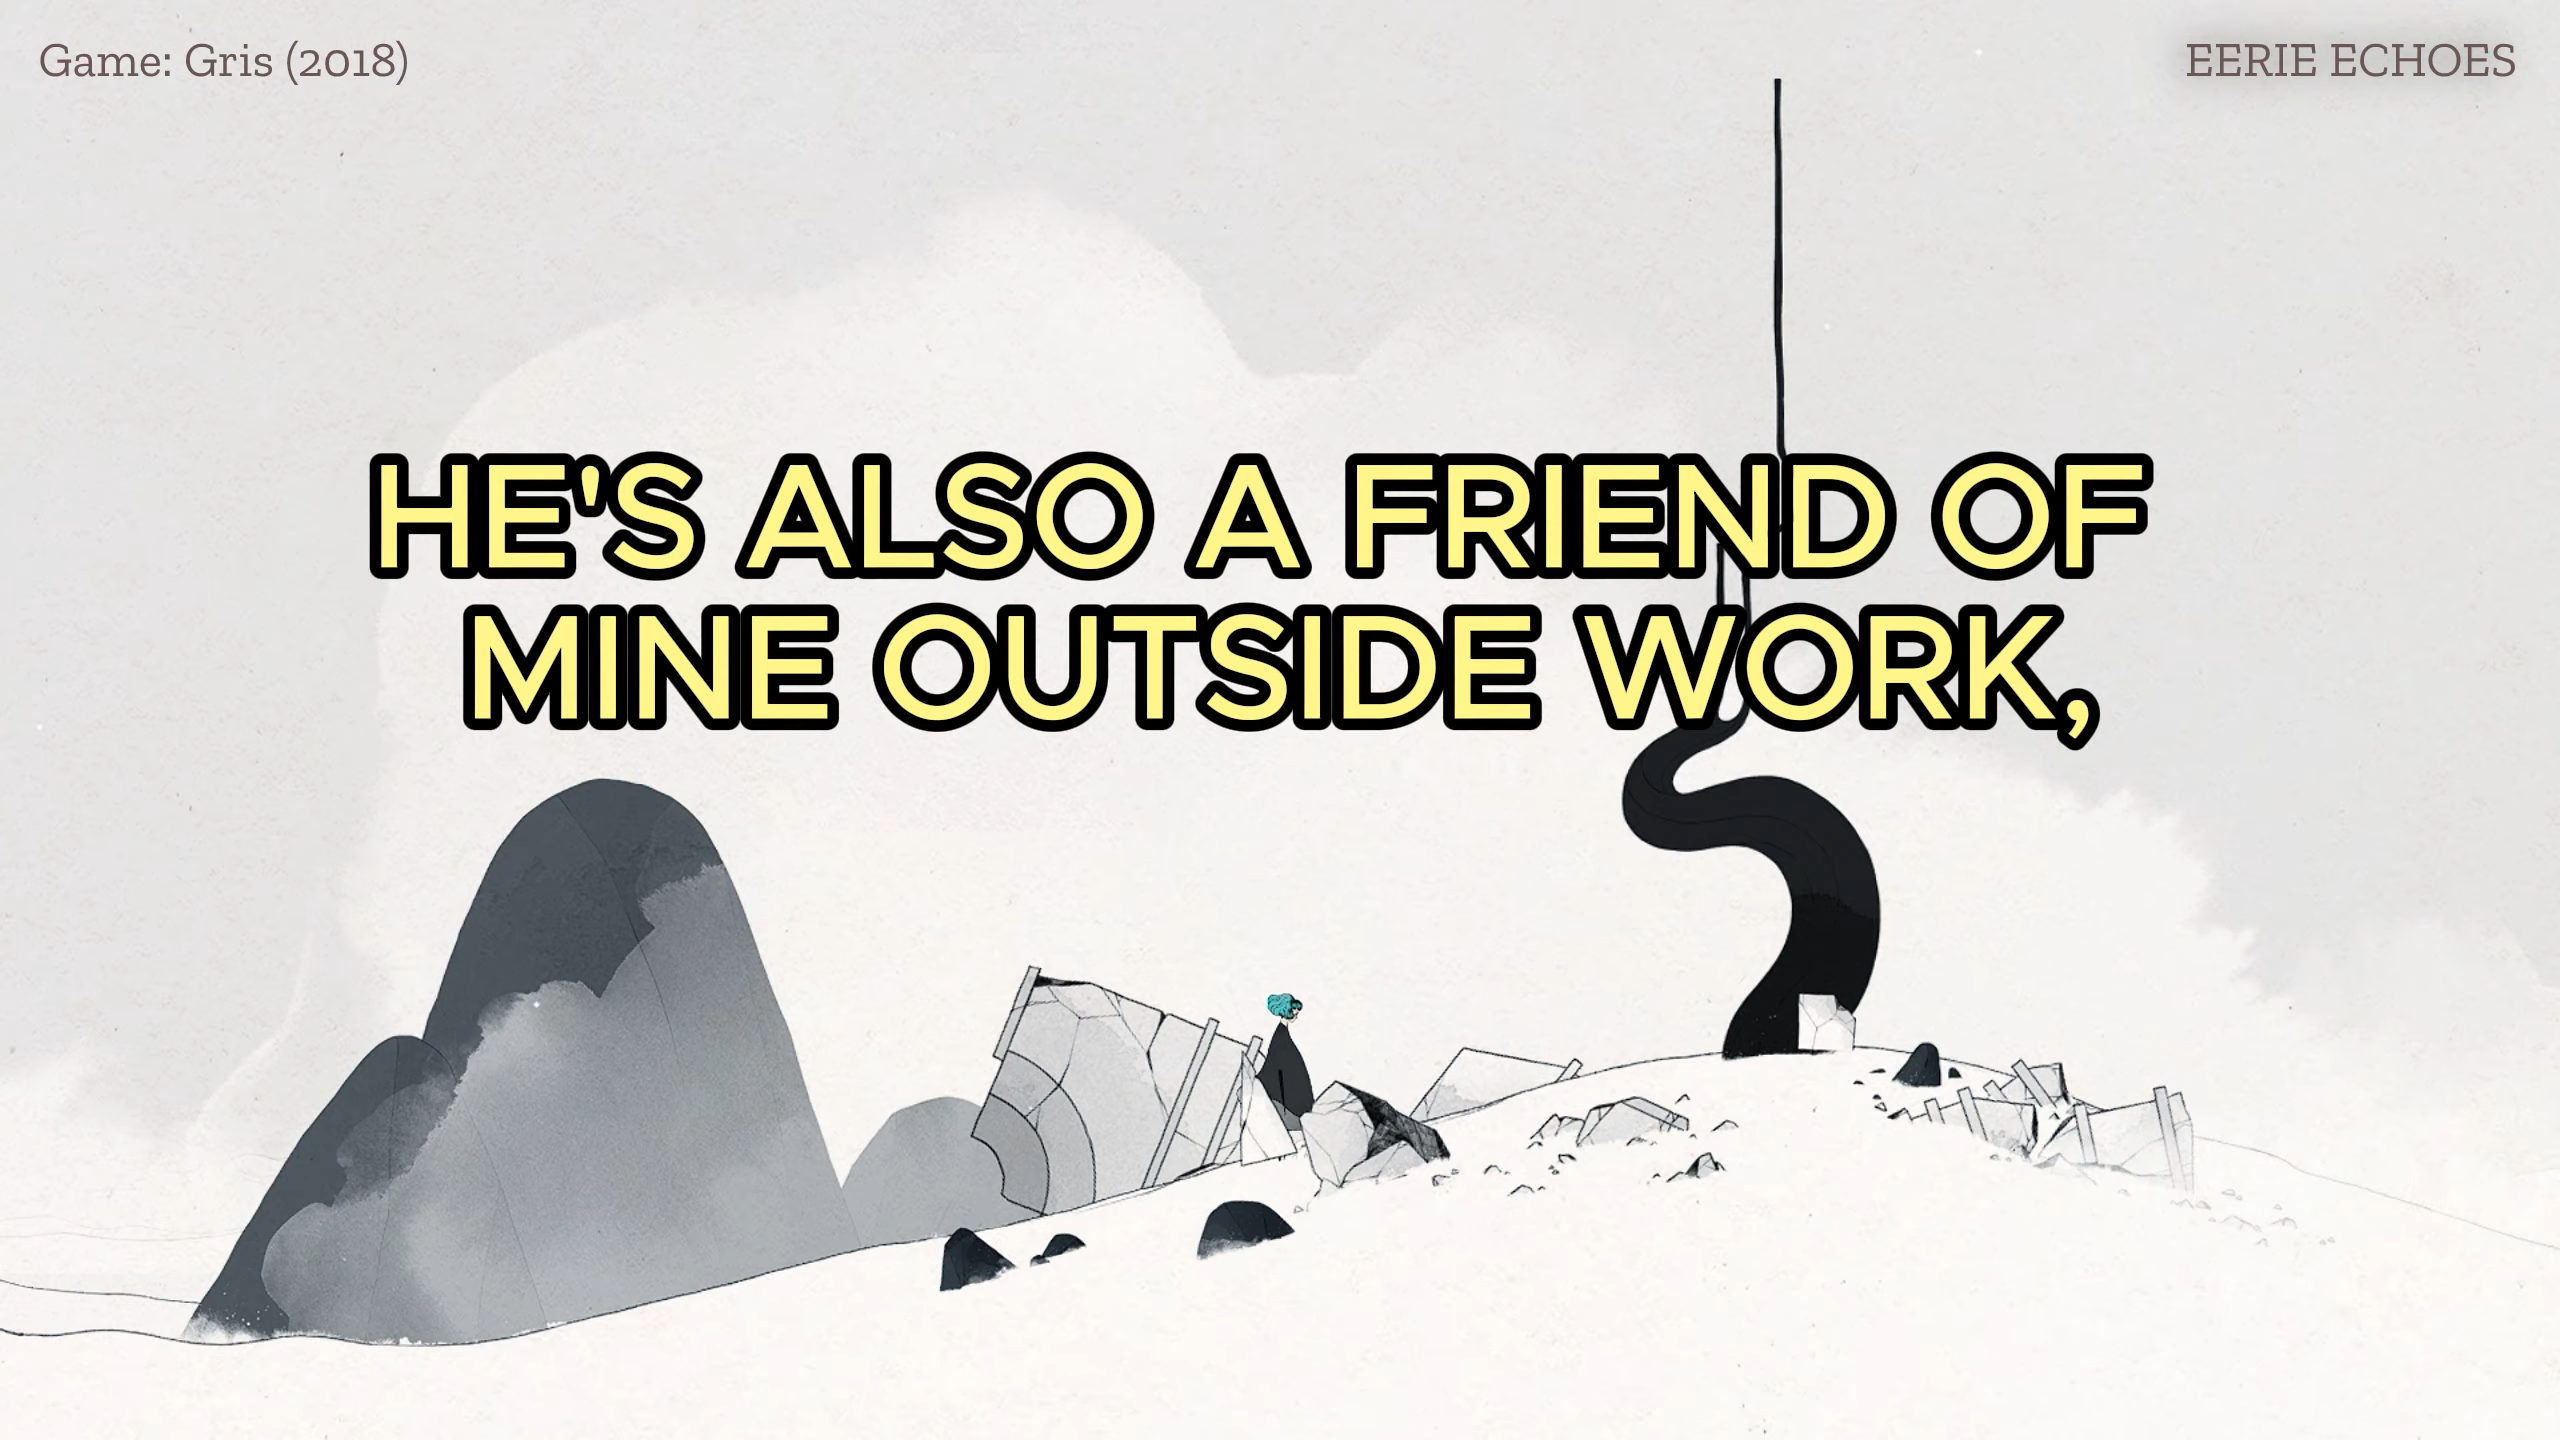 Game: Gris (2018)
EERIE ECHOES
HE'S ALSO A FRIEND OF
MINE OUTSIDE WORK,